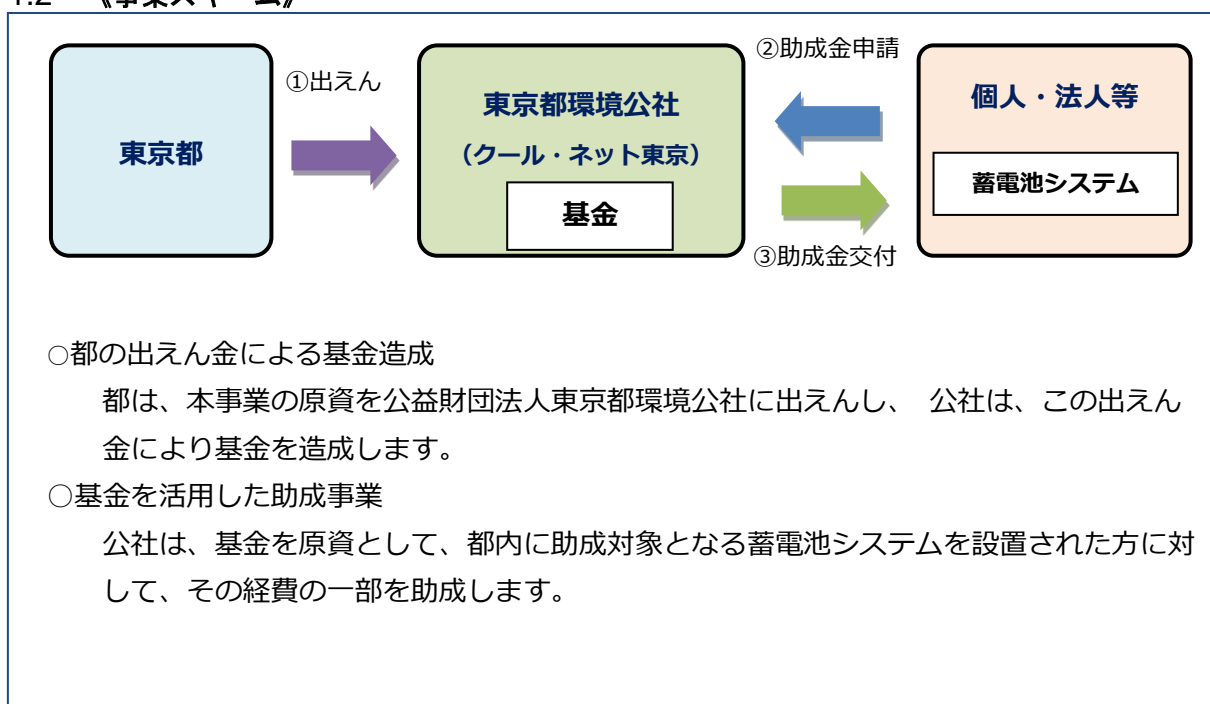 ①出えん
②助成金申請
東京都
東京都環境公社
(クール・ネット東京)
基金
個人・法人等
蓄電池システム
③助成金交付
○都の出えん金による基金造成
都は、本事業の原資を公益財団法人東京都環境公社に出えんし、 公社は、この出えん
金により基金を造成します。
○基金を活用した助成事業
公社は、基金を原資として、都内に助成対象となる蓄電池システムを設置された方に対
して、その経費の一部を助成します。